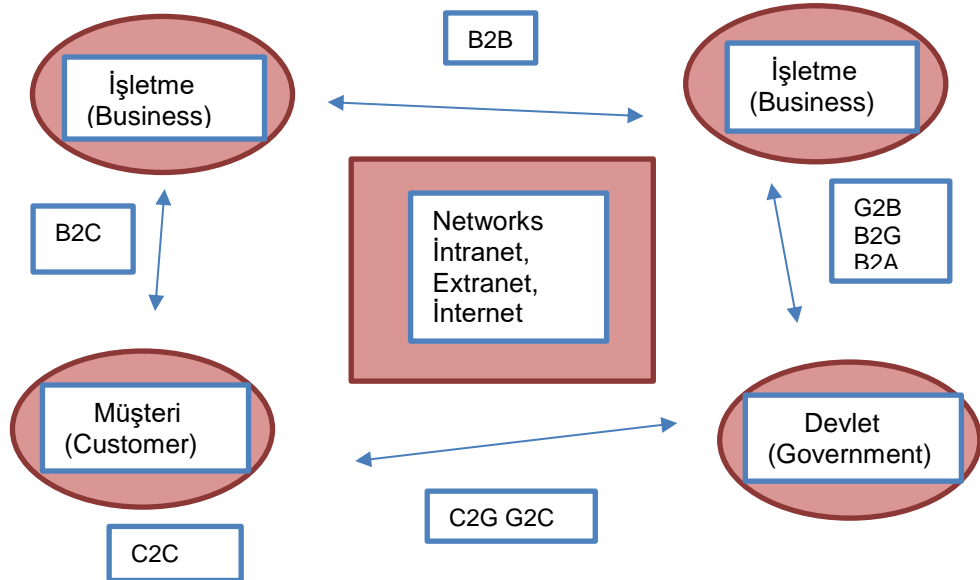 B2B
İşletme
(Business)
İşletme
(Business)
B2C
Networks
İntranet,
Extranet,
İnternet
G2B
B2G
B2A
Müşteri
(Customer)
Devlet
(Government)
C2G G2C
C2C